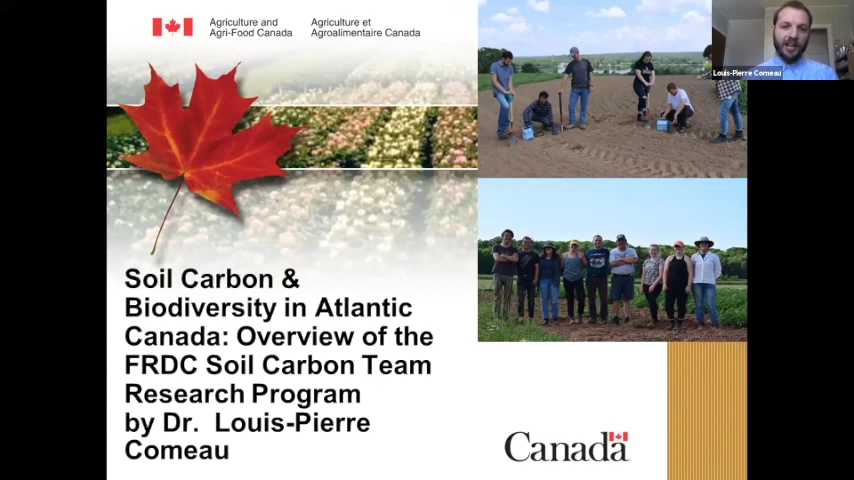 Agriculture and
Agri-Food Canada
Agriculture et
Agroalimentaire Canada
Louis-Pierre Comeau
Soil Carbon &
Biodiversity in Atlantic
Canada: Overview of the
FRDC Soil Carbon Team
Research Program
by Dr. Louis-Pierre
Comeau
Canada